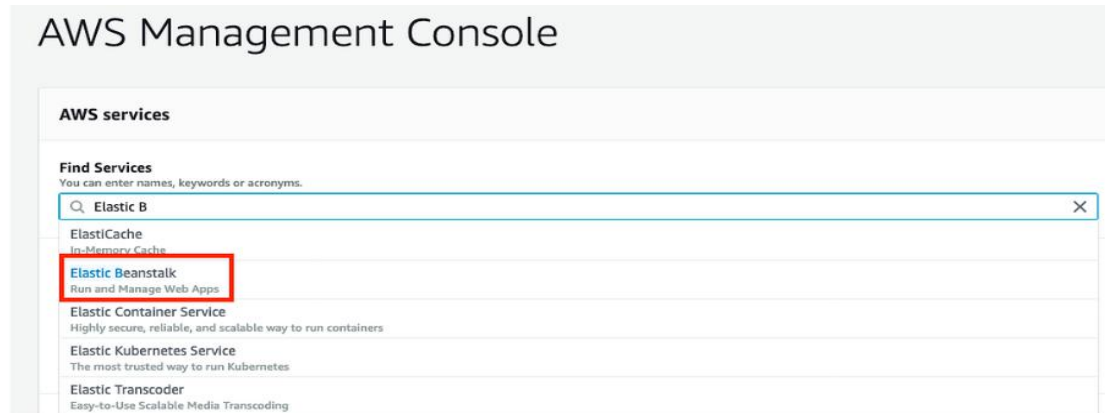 AWS Management Console
AWS services
Find Services
You can enter names, keywords or acronyms.
Elastic B
ElastiCache
In-Memory Cache
Elastic Beanstalk
Run and Manage Web Apps
Elastic Container Service
Highly secure, reliable, and scalable way to run containers
Elastic Kubernetes Service
The most trusted way to run Kubernetes
Elastic Transcoder
Easy-to-Use Scalable Media Transcoding